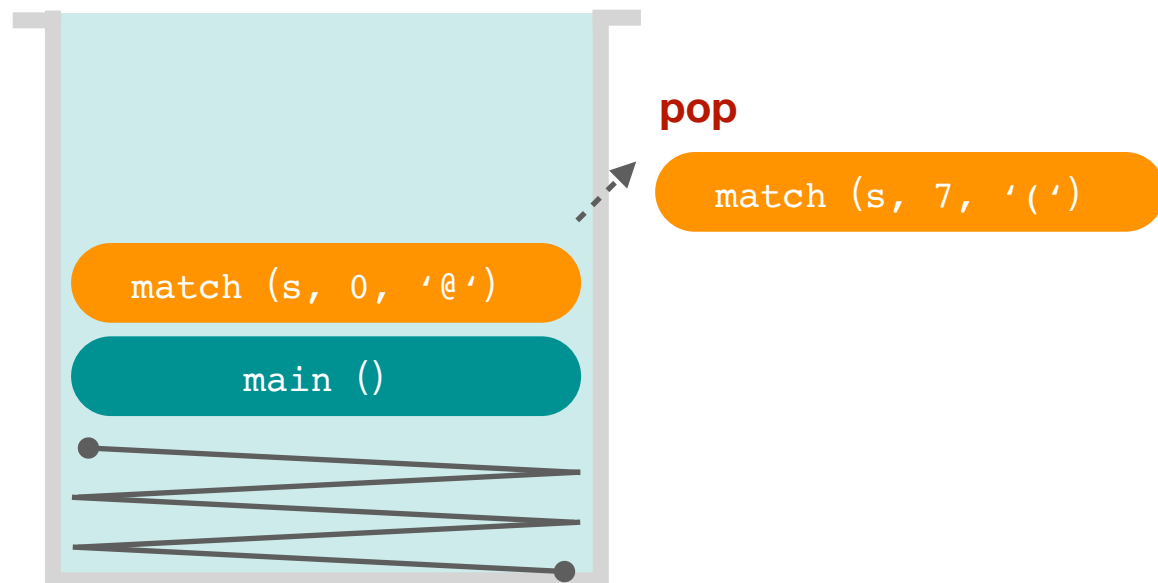 pop
match (s, 7, ‘(‘)
match (s, 0, ‘@‘)
main ()